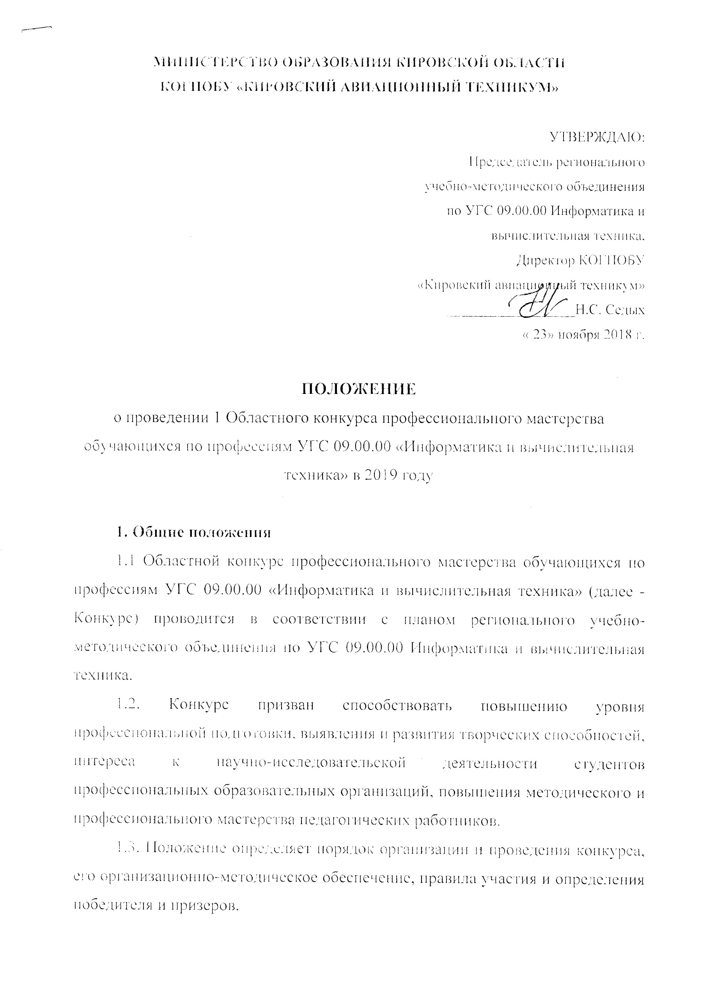 МИНИСТЕРСТВО ОБРАЗОВАНИЯ КИРОВСКОЙ ОБЛАСТИ
КОГПОБУ «КИРОВСКИЙ АВИАЦИОННЫЙ ТЕХНИКУМ»
УТВЕРЖДАЮ:
Председатель регионального
учебно-методического объединения
по УГС 09.00.00 Информатика и
вычислительная техника.
Директор КОГПОБУ
«Кировский авиационный техникум»
Н.С. Седых
« 23» ноября 2018 г.
ПОЛОЖЕНИЕ
о проведении 1 Областного конкурса профессионального мастерства
обучающихся по профессиям УГС 09.00.00 «Информатика и вычислительная
техника» в 2019 году
1. Общие положения
1.1 Областной конкурс профессионального мастерства обучающихся по
профессиям УГС 09.00.00 «Информатика и вычислительная техника» (далее -
Конкурс) проводится в соответствии с планом регионального учебно-
методического объединения по УГС 09.00.00 Информатика и вычислительная
техника.
1.2. Конкурс призван способствовать повышению уровня
профессиональной подготовки, выявления и развития творческих способностей,
интереса к научно-исследовательской деятельности студентов
профессиональных образовательных организаций, повышения методического и
профессионального мастерства педагогических работников.
1.3. Положение определяет порядок организации и проведения конкурса,
его организационно-методическое обеспечение, правила участия и определения
победителя и призеров.